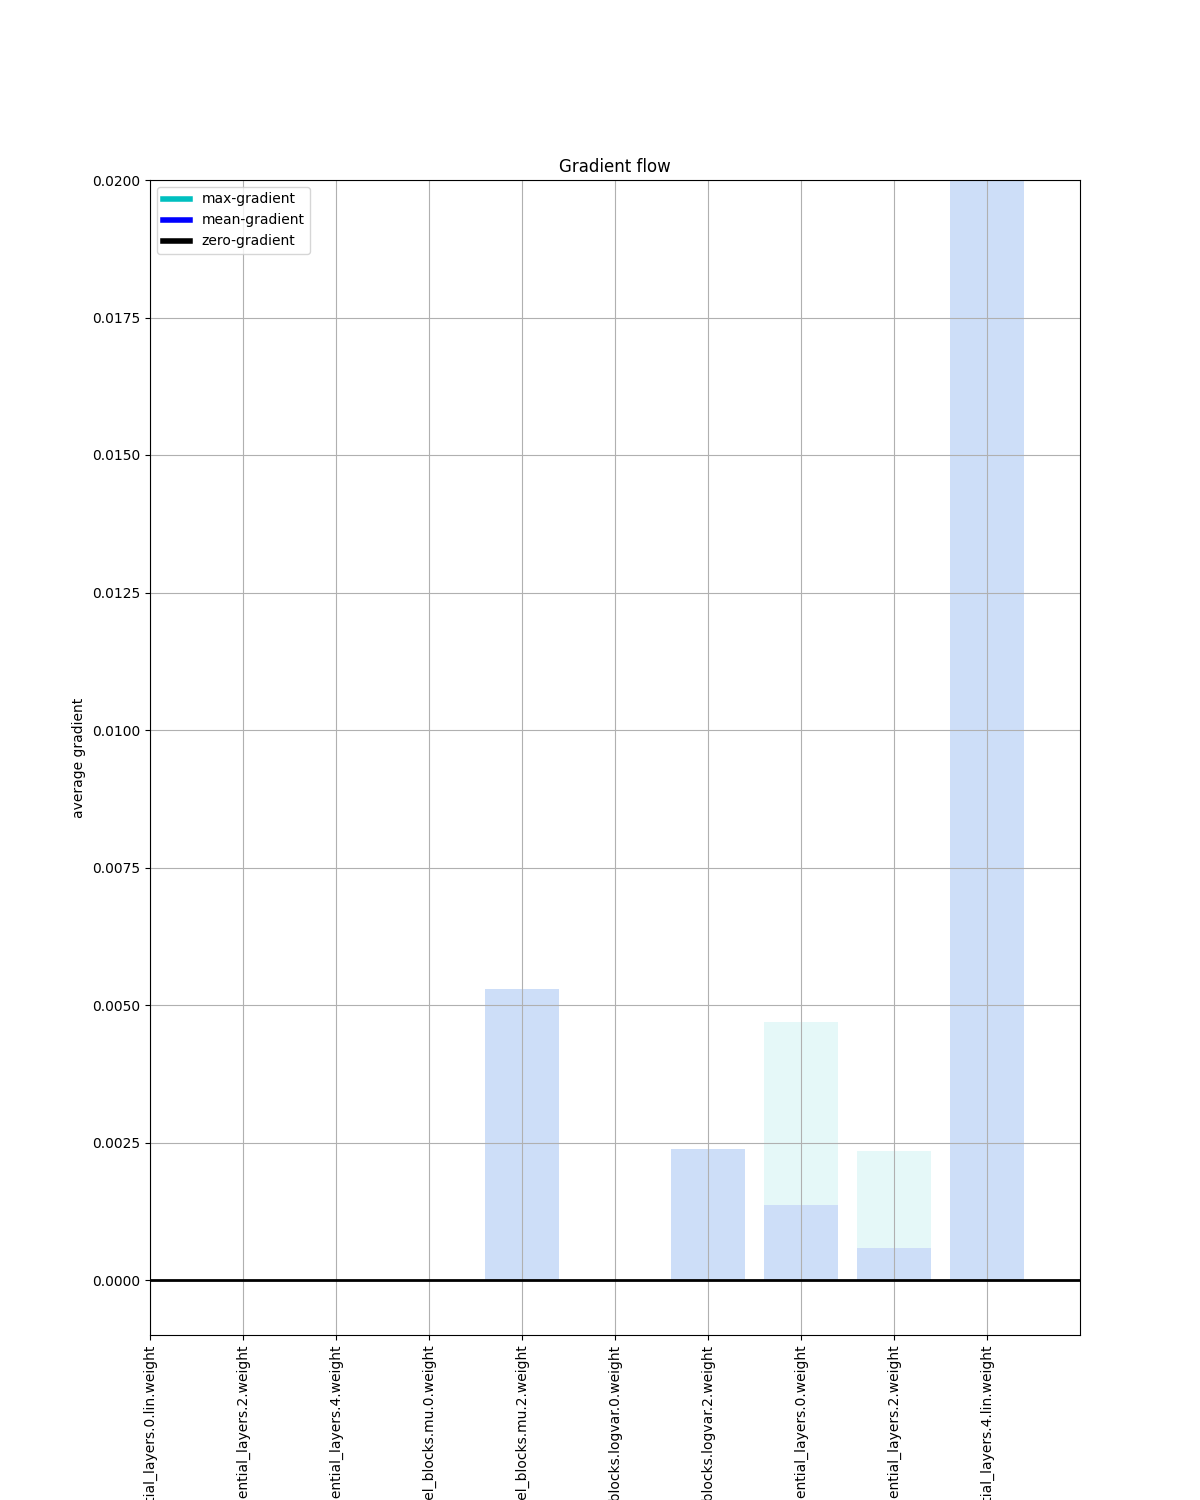 Gradient flow
max-gradient
mean-gradient
zero-gradient
0.0200
0.0175
0.0150
0.0125
0.0100
0.0075
0.0050
0.0025
0.0000
average gradient
tial_layers.0.lin.weight
ential_layers.2.weight
ential_layers.4.weight
el_blocks.mu.0.weight
el_blocks.mu.2.weight
blocks.logvar.0.weight
blocks.logvar.2.weight
ential_layers.0.weight
ential_layers.2.weight
tial_layers.4.lin.weight